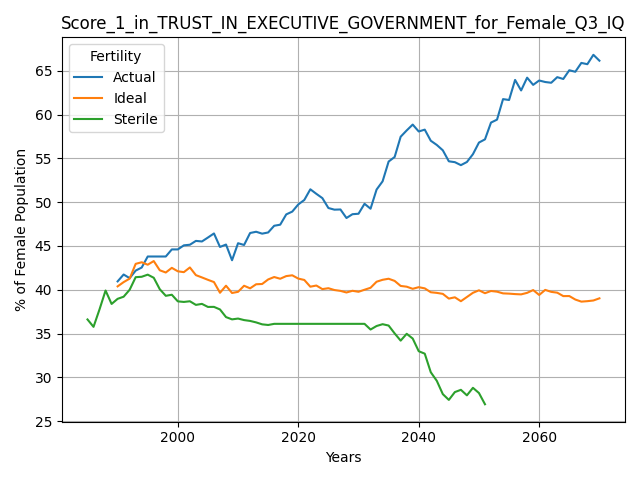 Score_1_in_TRUST_IN_EXECUTIVE_GOVERNMENT_for_Female_Q3_IQ
Fertility
Actual
Ideal
Sterile
% of Female Population
65
60
55
50
45
40
35
30
25
2000 2020 2040 2060
Years